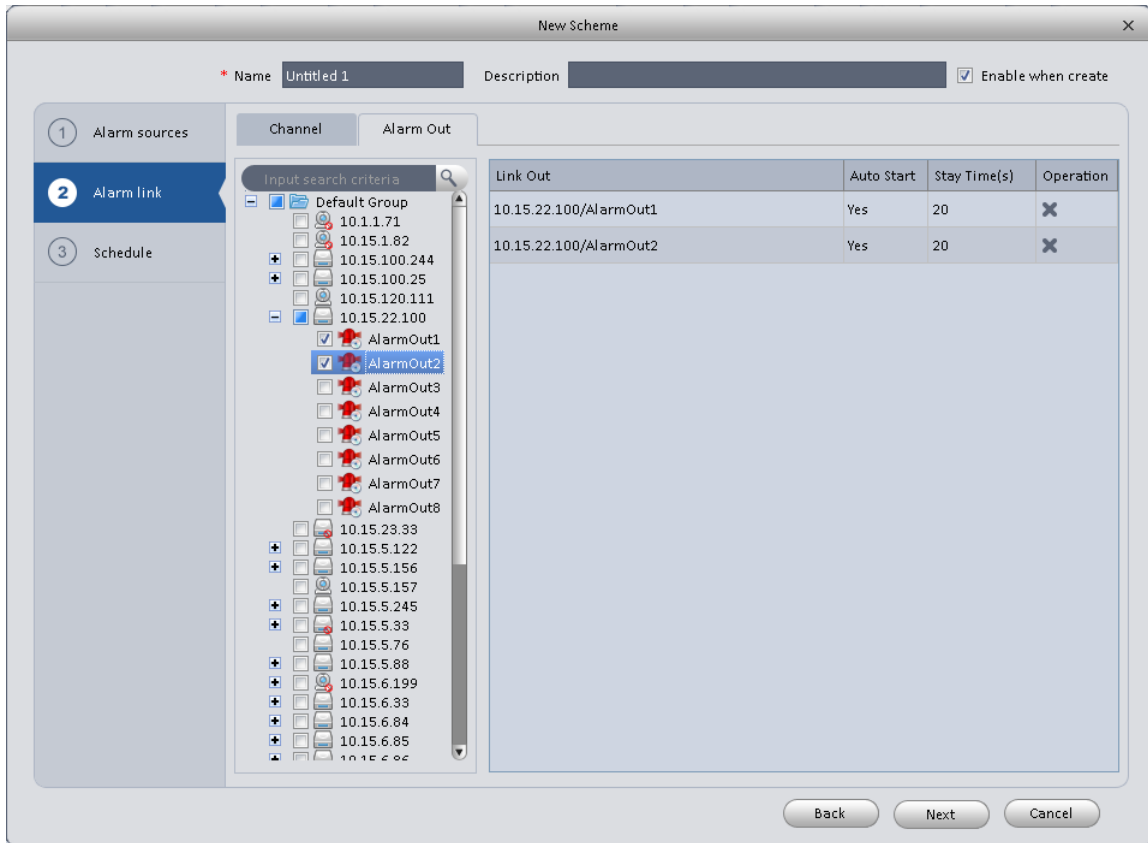 New Scheme
* Name Untitled 1 Description Enable when create
1 Alarm sources
2 Alarm link
3 Schedule
Channel Alarm Out
Input search criteria
Default Group
10.1.1.71
10.15.1.82
10.15.100.244
10.15.100.25
10.15.120.111
10.15.22.100
AlarmOut1
AlarmOut2
AlarmOut3
AlarmOut4
AlarmOut5
AlarmOut6
AlarmOut7
AlarmOut8
10.15.23.33
10.15.5.122
10.15.5.156
10.15.5.157
10.15.5.245
10.15.5.33
10.15.5.76
10.15.5.88
10.15.6.199
10.15.6.33
10.15.6.84
10.15.6.85
10.15.6.86
Link Out Auto Start Stay Time(s) Operation
10.15.22.100/AlarmOut1 Yes 20
10.15.22.100/AlarmOut2 Yes 20
Back Next Cancel